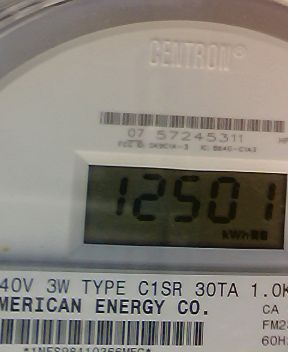 CENTRON®
07 57245311
12501
kWh
40V 3W TYPE C1SR 30TA 1.0K
MERICAN ENERGY CO.
CA
FM2
60H